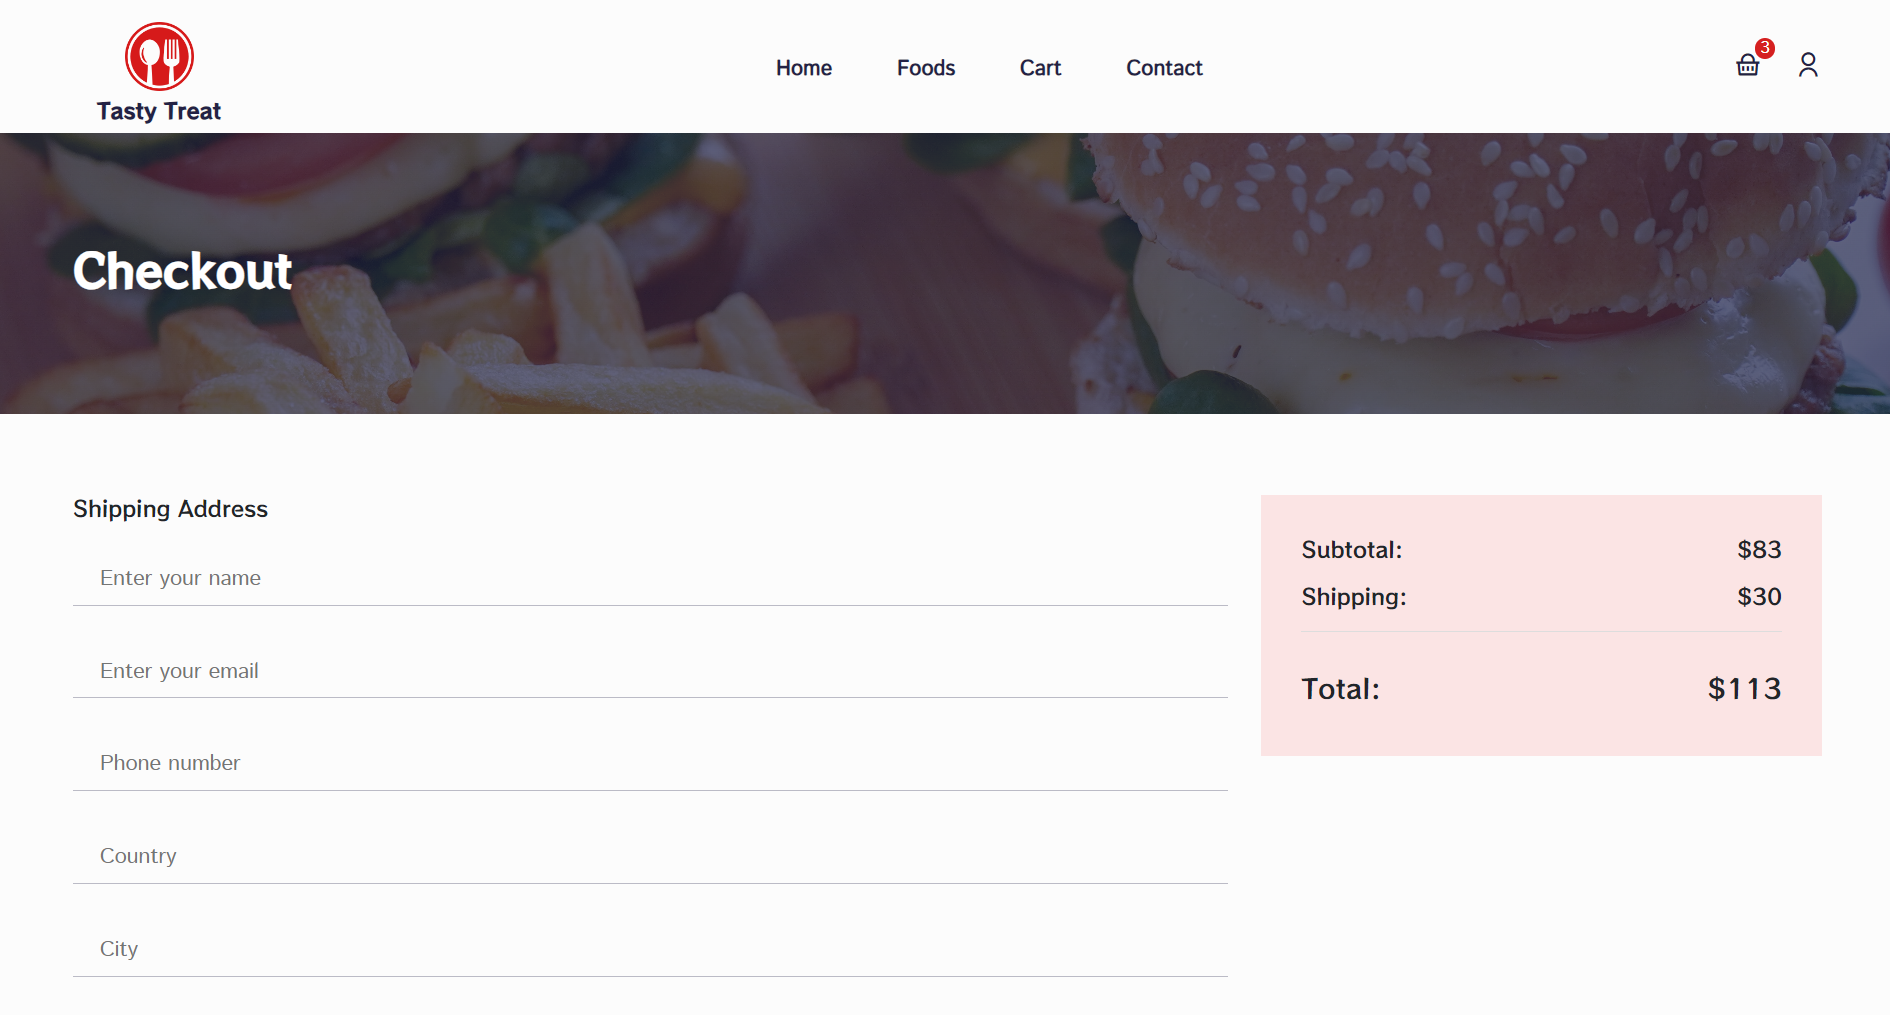 Tasty Treat
Home Foods Cart Contact
3
Checkout
Shipping Address
Enter your name
Enter your email
Phone number
Country
City
Subtotal: $83
Shipping: $30
Total: $113